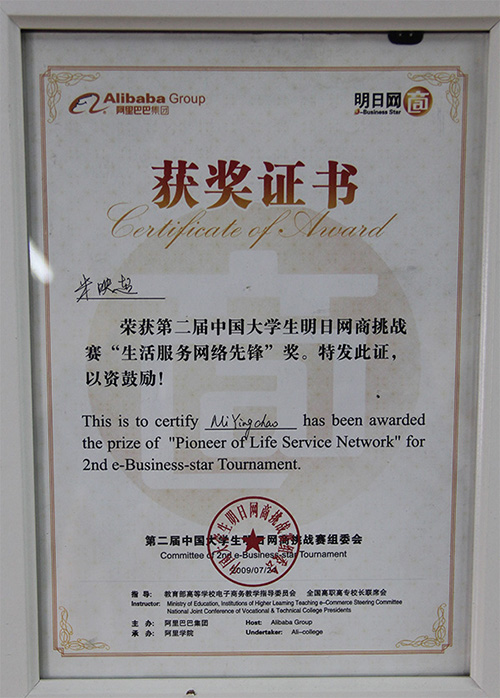 Alibaba Group
阿里巴巴集团
明日网商
e-Business Star
获奖证书
Certificate of Award
荣获第二届中国大学生明日网商挑战
赛“生活服务网络先锋”奖。特发此证，
以资鼓励！
This is to certify MiYingchao has been awarded
the prize of "Pioneer of Life Service Network" for
2nd e-Business-star Tournament.
第二届中国大学生明日网商挑战赛组委会
Committee of 2nd e-Business-star Tournament
2009/07/24
指 导： 教育部高等学校电子商务教学指导委员会 全国高职高专校长联席会
Instructor: Ministry of Education, Institutions of Higher Learning Teaching e-Commerce Steering Committee
National Joint Conference of Vocational & Technical College Presidents
主 办： 阿里巴巴集团 Host: Alibaba Group
承 办： 阿里学院 Undertaker: Ali-college